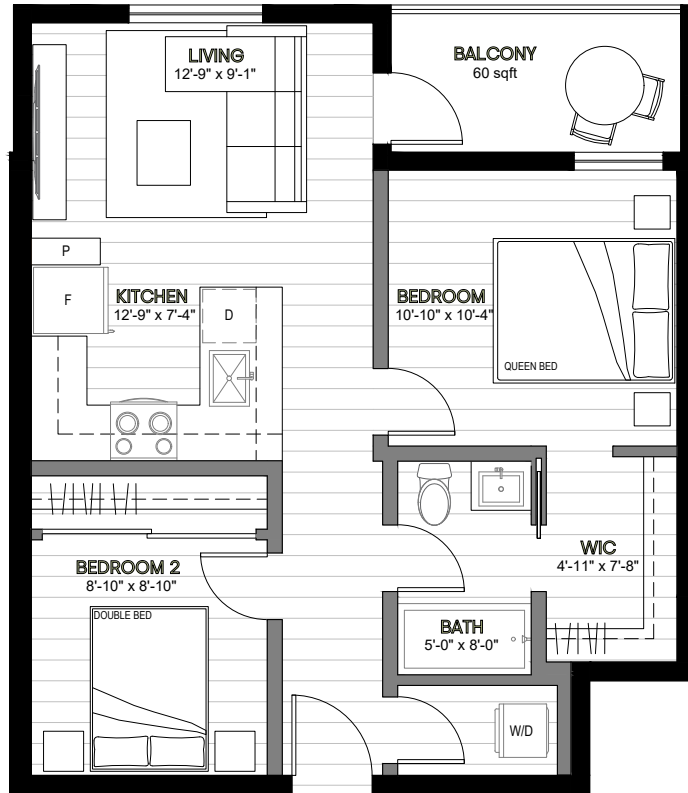 LIVING
12'-9" x 9'-1"
BALCONY
60 sqft
P
F
KITCHEN
12'-9" x 7'-4"
D
BEDROOM
10'-10" x 10'-4"
QUEEN BED
BEDROOM 2
8'-10" x 8'-10"
DOUBLE BED
WIC
4'-11" x 7'-8"
BATH
5'-0" x 8'-0"
W/D